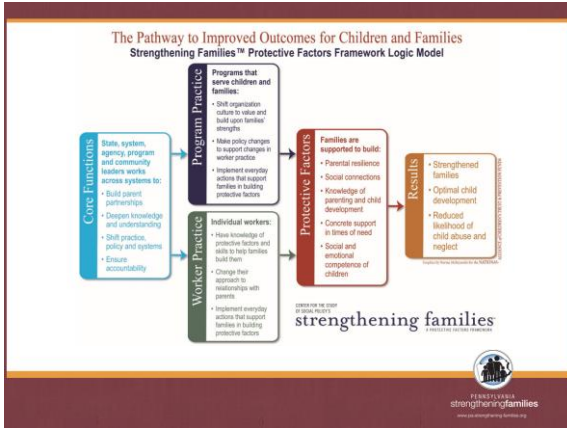 The Pathway to Improved Outcomes for Children and Families
Strengthening Families™ Protective Factors Framework Logic Model
Core Functions
State, system,
agency, program
and community
leaders works
across systems to:
• Build parent
partnerships
• Deepen knowledge
and understanding
• Shift practice,
policy and systems
• Ensure
accountability
Program Practice
Programs that
serve children and
families:
• Shift organization
culture to value and
build upon families'
strengths
• Make policy changes
to support changes in
worker practice
• Implement everyday
actions that support
families in building
protective factors
Worker Practice
Individual workers:
• Have knowledge of
protective factors and
skills to help families
build them
• Change their
approach to
relationships with
parents
• Implement everyday
actions that support
families in building
protective factors
Protective Factors
Families are
supported to build:
• Parental resilience
• Social connections
• Knowledge of
parenting and child
development
• Concrete support
in times of need
• Social and
emotional
competence of
children
Results
• Strengthened
families
• Optimal child
development
• Reduced
likelihood of
child abuse and
neglect
CENTER FOR THE STUDY
OF SOCIAL POLICY'S
strengthening families
A PROTECTIVE FACTORS FRAMEWORK
PENNSYLVANIA
strengtheningfamilies
www.pa-strengthening-families.org